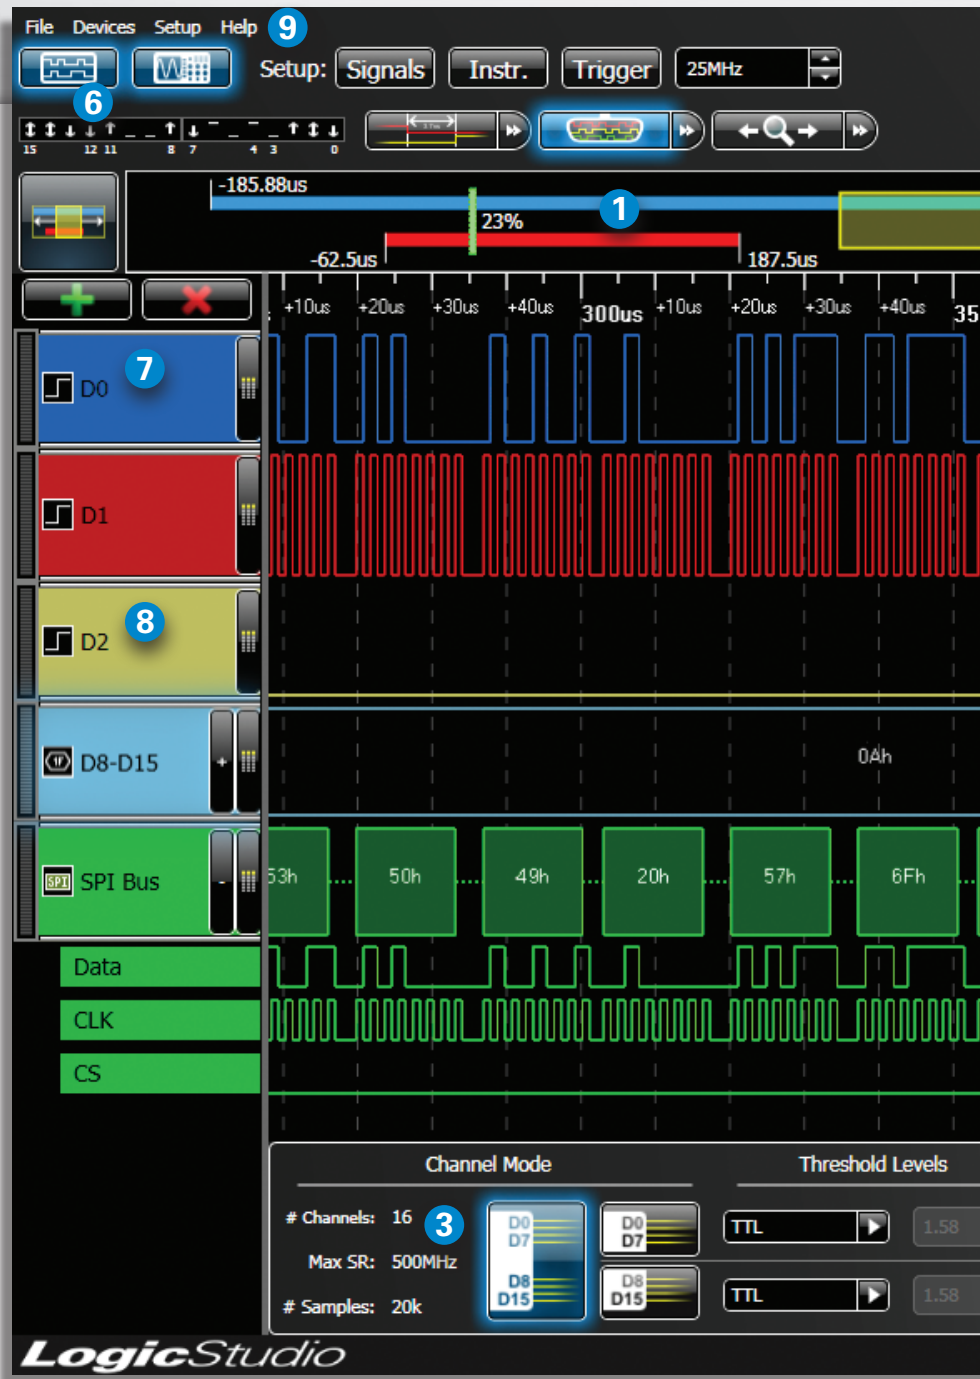 File Devices Setup Help 9
Setup: Signals Instr. Trigger 25MHz
6
15 12 11 8 7 4 3 0
-185.88us
1
23%
-62.5us 187.5us
+10us +20us +30us +40us 300us +10us +20us +30us +40us 35
7
D0
D1
8
D2
D8-D15 + 0Ah
SPI SPI Bus - 53h 50h 49h 20h 57h 6Fh
Data
CLK
CS
Channel Mode Threshold Levels
# Channels: 16 3 D0 D0 TTL 1.58
D7 D7
Max SR: 500MHz
D8 D8
# Samples: 20k D15 D15 TTL 1.58
LogicStudio